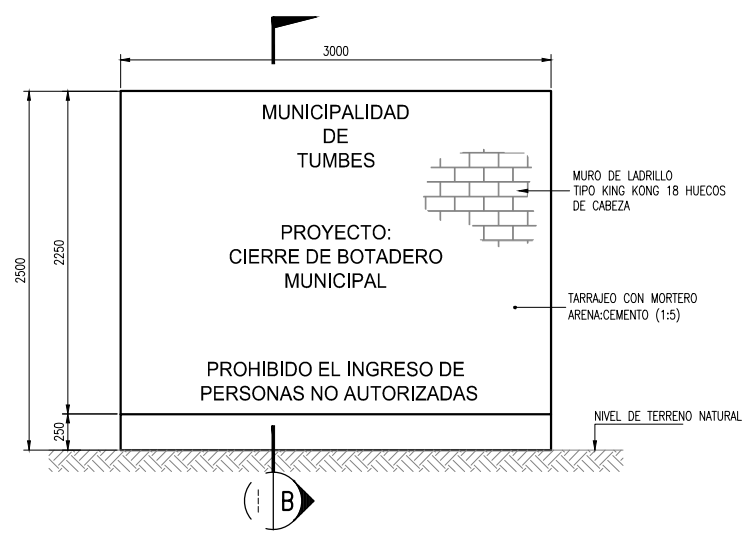 3000
MUNICIPALIDAD
DE
TUMBES
MURO DE LADRILLO
TIPO KING KONG 18 HUECOS
DE CABEZA
PROYECTO:
CIERRE DE BOTADERO
MUNICIPAL
2500
2250
TARRAJEO CON MORTERO
ARENA:CEMENTO (1:5)
PROHIBIDO EL INGRESO DE
PERSONAS NO AUTORIZADAS
250
NIVEL DE TERRENO NATURAL
B